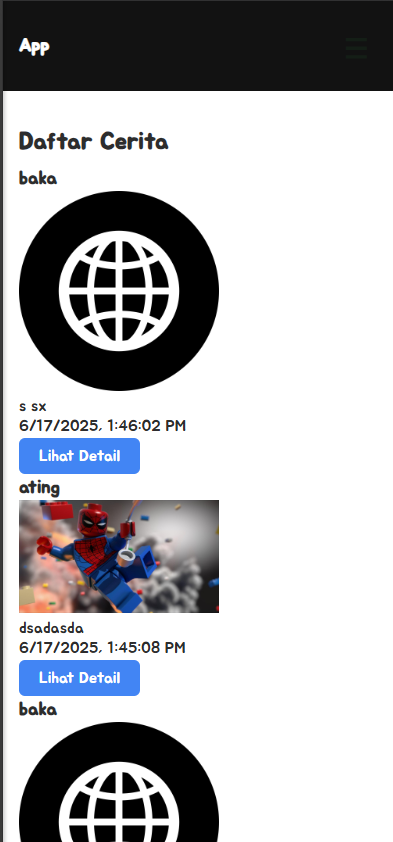 App
Daftar Cerita
baka
s sx
6/17/2025, 1:46:02 PM
Lihat Detail
ating
dsadasda
6/17/2025, 1:45:08 PM
Lihat Detail
baka